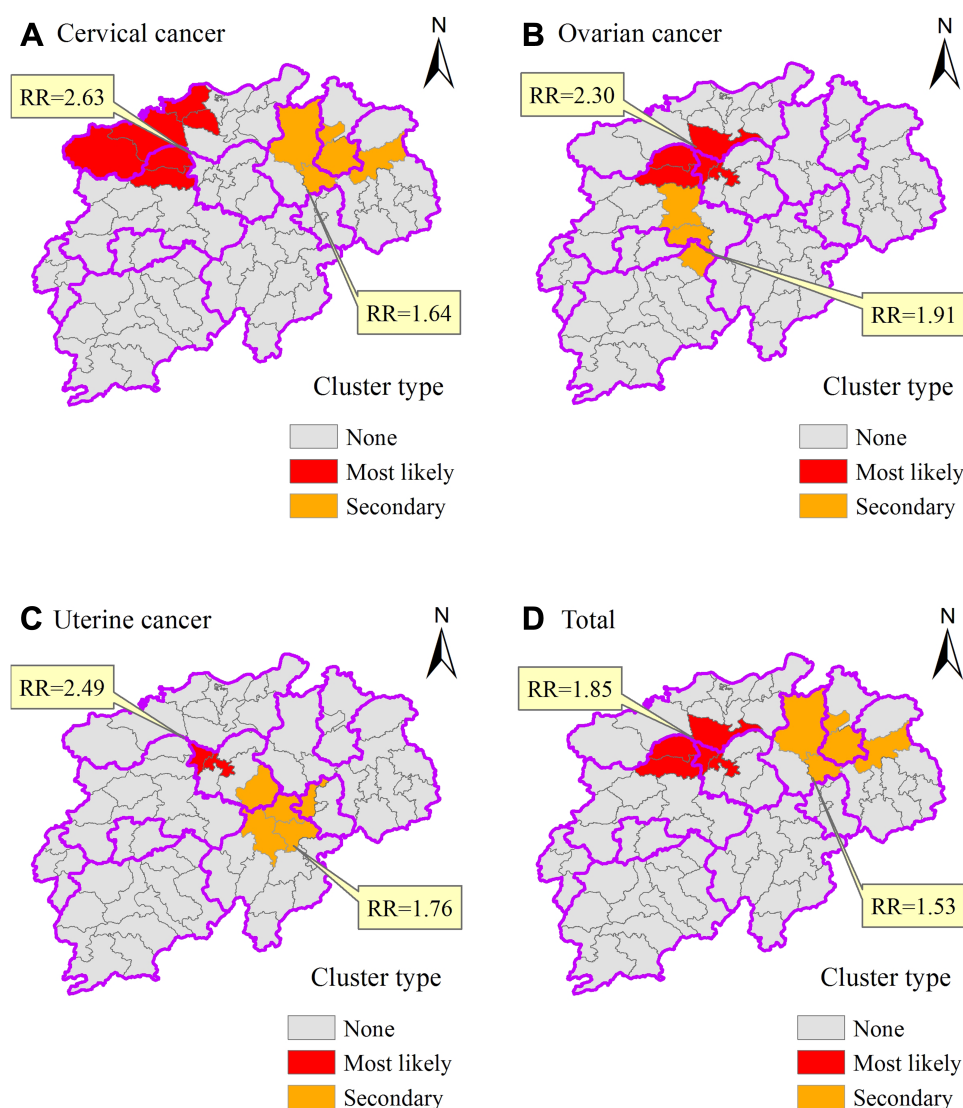 A Cervical cancer
N
RR=2.63
RR=1.64
Cluster type
None
Most likely
Secondary
B Ovarian cancer
N
RR=2.30
RR=1.91
Cluster type
None
Most likely
Secondary
C Uterine cancer
N
RR=2.49
RR=1.76
Cluster type
None
Most likely
Secondary
D Total
N
RR=1.85
RR=1.53
Cluster type
None
Most likely
Secondary